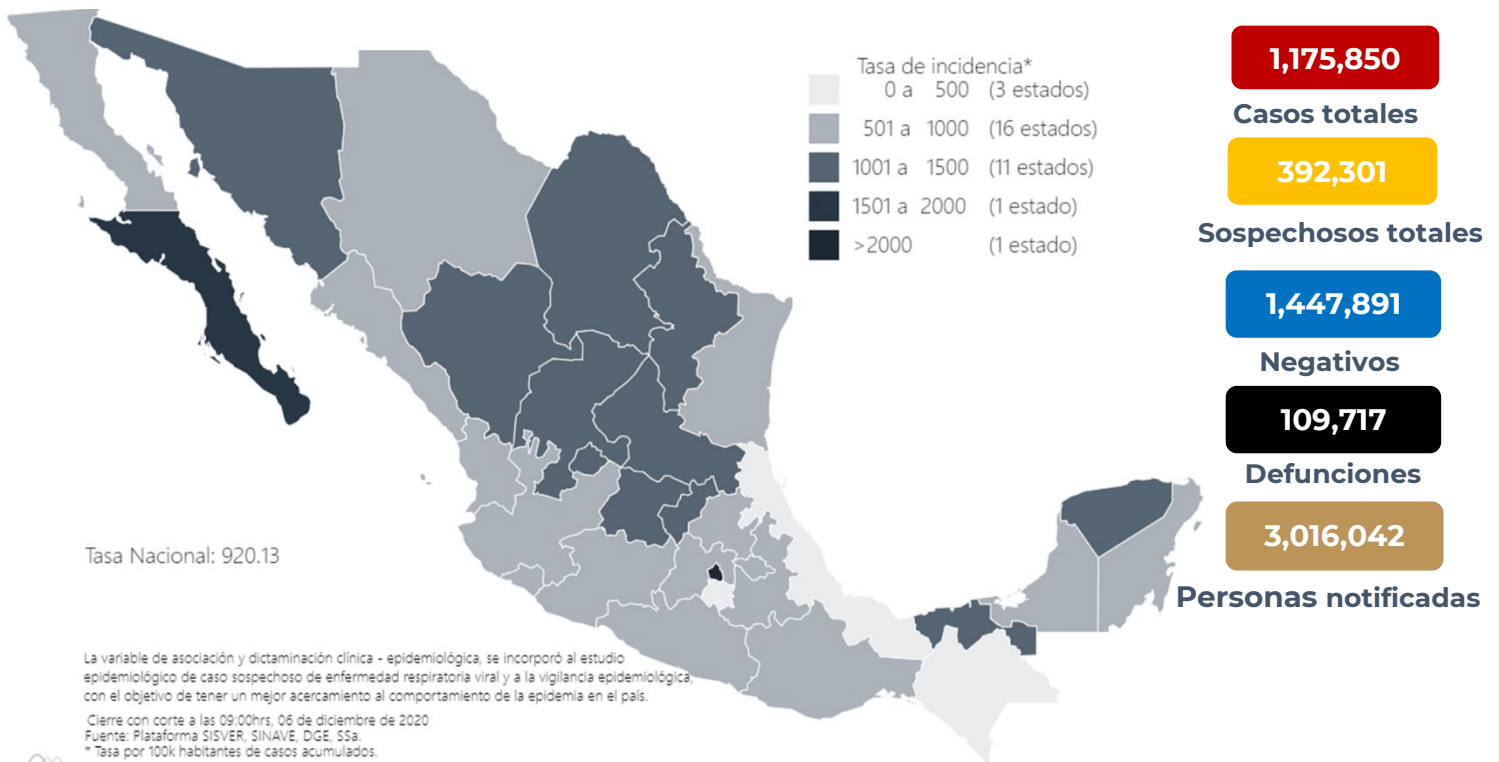 Tasa de incidencia*
0 a 500 (3 estados)
501 a 1000 (16 estados)
1001 a 1500 (11 estados)
1501 a 2000 (1 estado)
>2000 (1 estado)
1,175,850
Casos totales
392,301
Sospechosos totales
1,447,891
Negativos
109,717
Defunciones
3,016,042
Personas notificadas
Tasa Nacional: 920.13
La variable de asociación y dictaminación clínica - epidemiológica, se incorporó al estudio
epidemiológico de caso sospechoso de enfermedad respiratoria viral y a la vigilancia epidemiológica,
con el objetivo de tener un mejor acercamiento al comportamiento de la epidemia en el país.
Cierre con corte a las 09:00hrs, 06 de diciembre de 2020
Fuente: Plataforma SISVER, SINAVE, DGE, SSa.
* Tasa por 100k habitantes de casos acumulados.